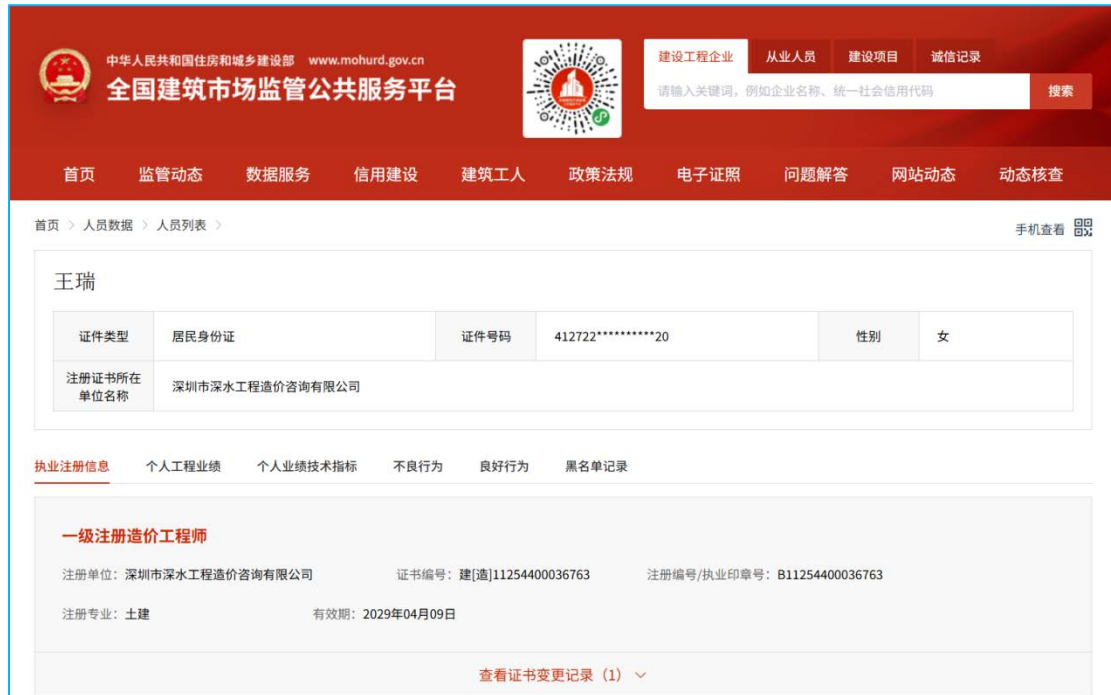 中华人民共和国住房和城乡建设部 www.mohurd.gov.cn
全国建筑市场监管公共服务平台
建设工程企业 从业人员 建设项目 诚信记录
请输入关键词，例如企业名称、统一社会信用代码 搜索
首页 监管动态 数据服务 信用建设 建筑工人 政策法规 电子证照 问题解答 网站动态 动态核查
首页 > 人员数据 > 人员列表 >
手机查看
王瑞
证件类型 居民身份证 证件号码 412722**********20 性别 女
注册证书所在
单位名称
深圳市深水工程造价咨询有限公司
执业注册信息 个人工程业绩 个人业绩技术指标 不良行为 良好行为 黑名单记录
一级注册造价工程师
注册单位：深圳市深水工程造价咨询有限公司 证书编号：建[造]11254400036763 注册编号/执业印章号：B11254400036763
注册专业：土建 有效期：2029年04月09日
查看证书变更记录（1）